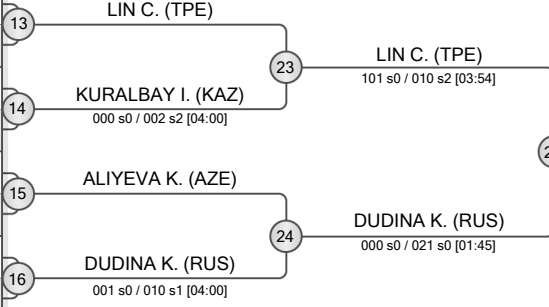 LIN C. (TPE)
13
23
LIN C. (TPE)
101 s0 / 010 s2 [03:54]
KURALBAY I. (KAZ)
14
000 s0 / 002 s2 [04:00]
ALIYEVA K. (AZE)
15
24
DUDINA K. (RUS)
000 s0 / 021 s0 [01:45]
DUDINA K. (RUS)
16
001 s0 / 010 s1 [04:00]